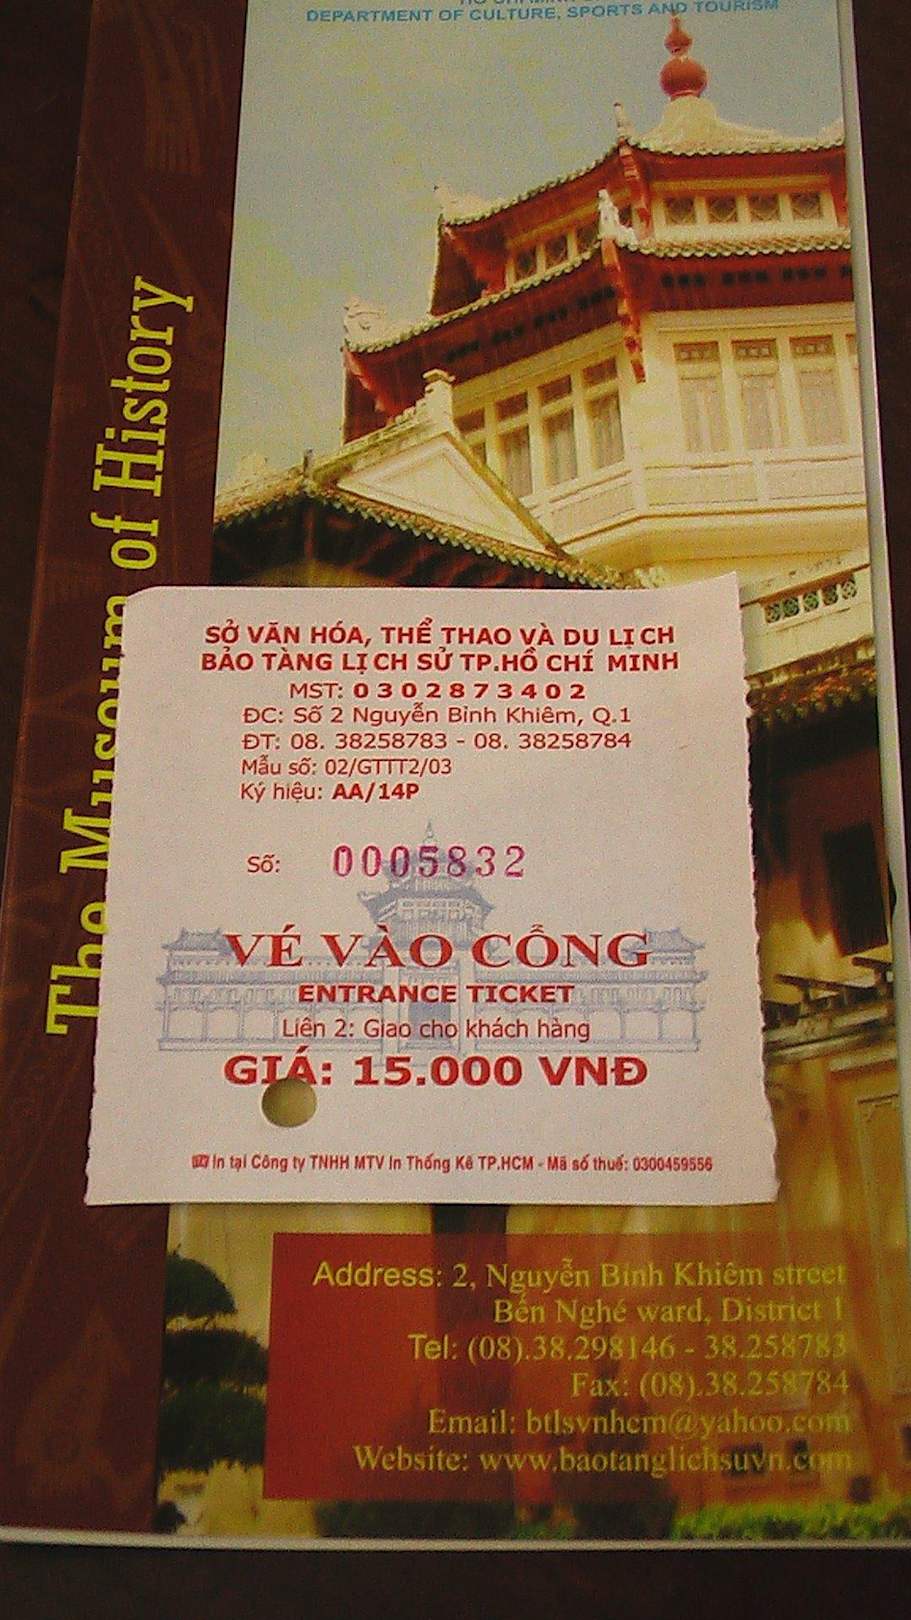 DEPARTMENT OF CULTURE, SPORTS AND TOURISM
The Museum of History
SỞ VĂN HÓA, THỂ THAO VÀ DU LỊCH
BẢO TÀNG LỊCH SỬ TP.HỒ CHÍ MINH
MST: 0302873402
ĐC: Số 2 Nguyễn Bỉnh Khiêm, Q.1
ĐT: 08. 38258783 - 08. 38258784
Mẫu số: 02/GTTT2/03
Ký hiệu: AA/14P
Số: 0005832
VÉ VÀO CỔNG
ENTRANCE TICKET
Liên 2: Giao cho khách hàng
GIÁ: 15.000 VNĐ
In tại Công ty TNHH MTV In Thống Kê TP.HCM - Mã số thuế: 0300459556
Address: 2, Nguyễn Bỉnh Khiêm street
Bến Nghé ward, District 1
Tel: (08).38.298146 - 38.258783
Fax: (08).38.258784
Email: btlsvnhcm@yahoo.com
Website: www.baotanglichsuvn.com